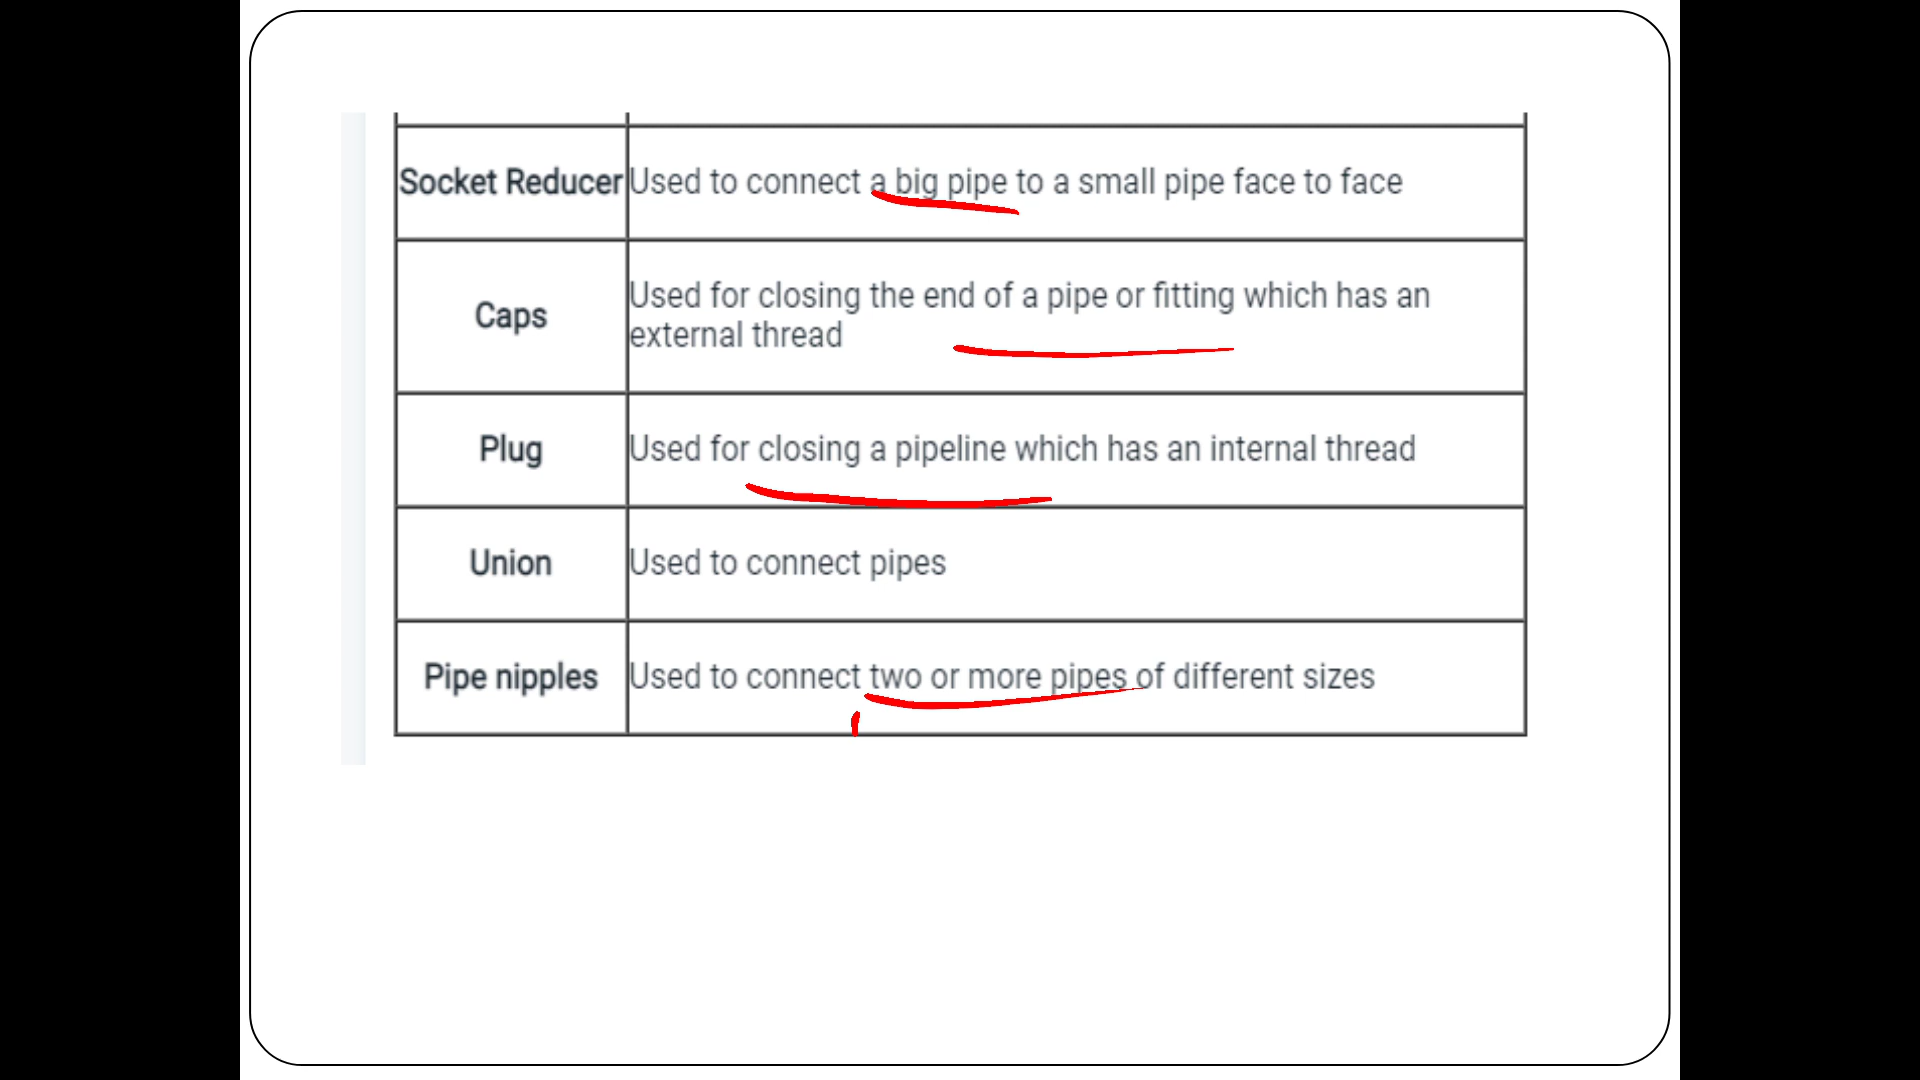 Socket Reducer Used to connect a big pipe to a small pipe face to face
Caps Used for closing the end of a pipe or fitting which has an
external thread
Plug Used for closing a pipeline which has an internal thread
Union Used to connect pipes
Pipe nipples Used to connect two or more pipes of different sizes